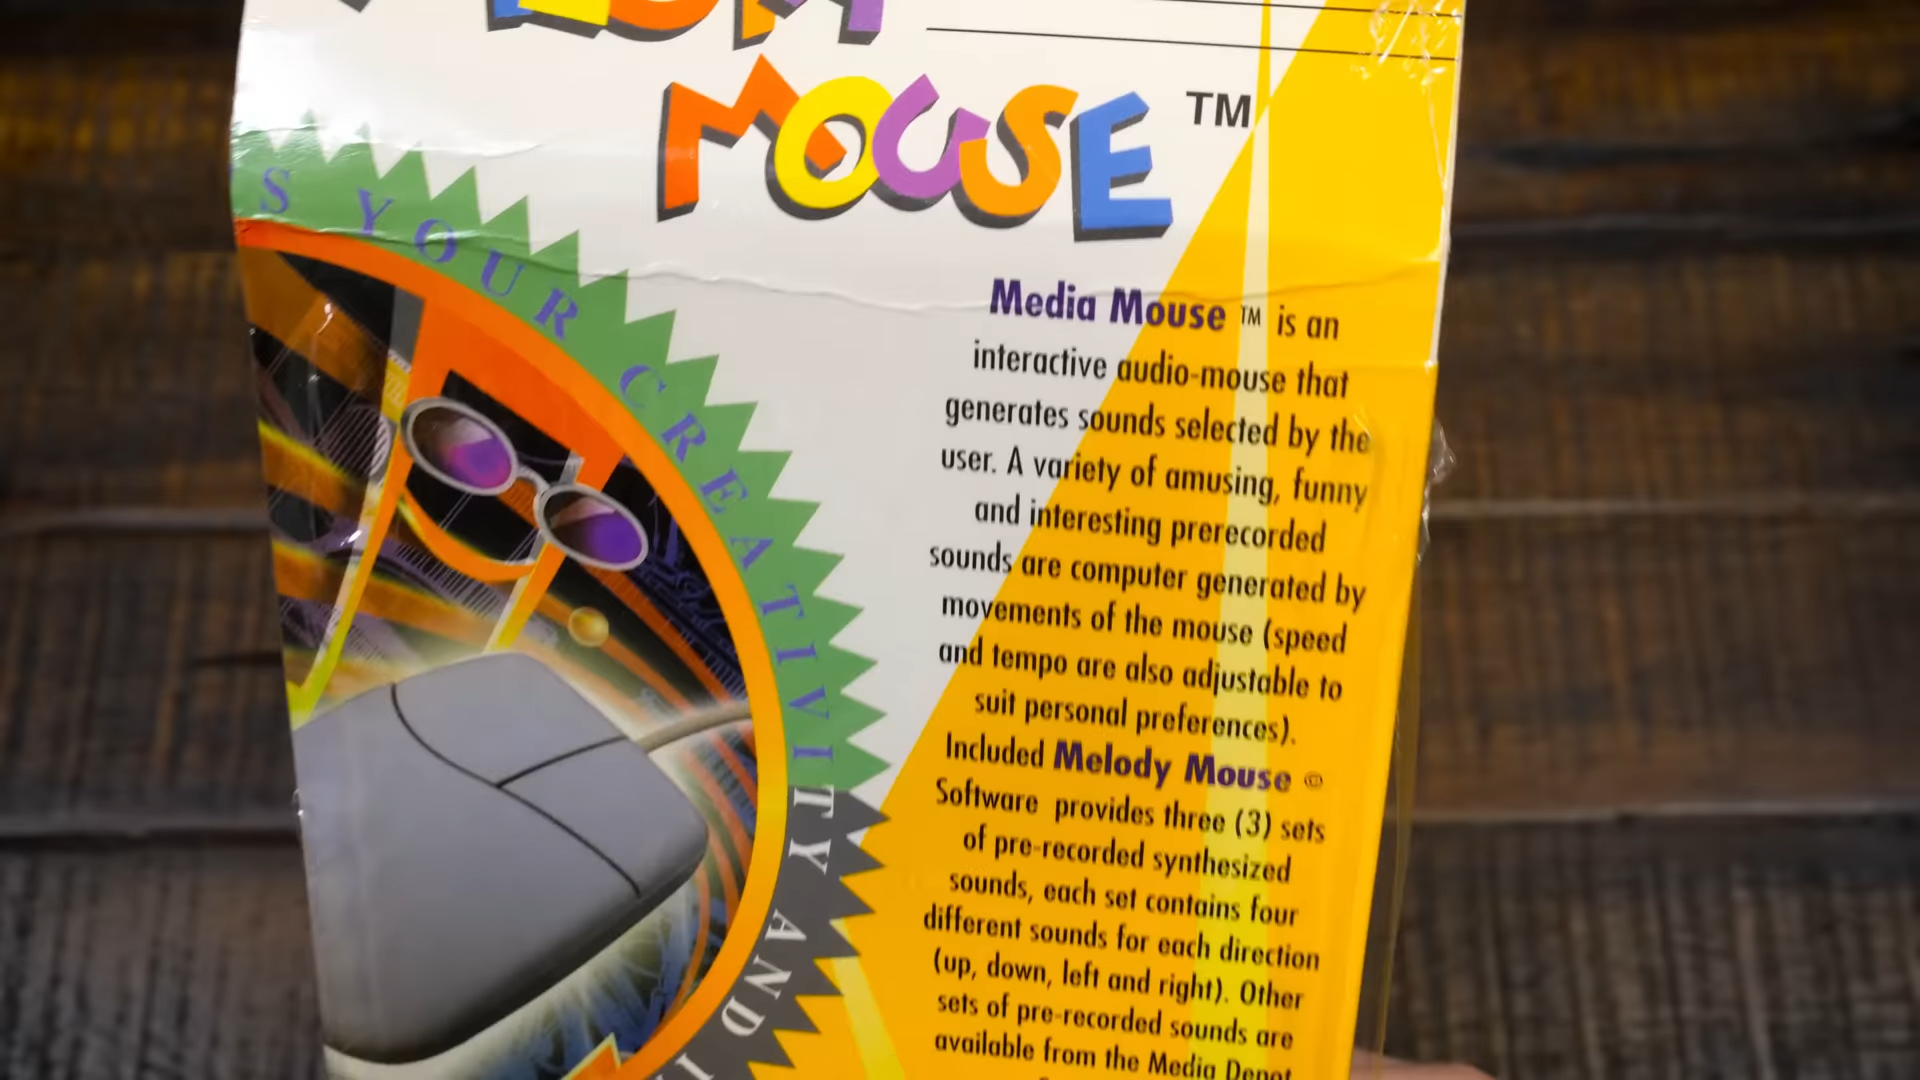 MOUSE TM
S YOUR CREATIVITY AND
Media Mouse TM is an
interactive audio-mouse that
generates sounds selected by the
user. A variety of amusing, funny
and interesting prerecorded
sounds are computer generated by
movements of the mouse (speed
and tempo are also adjustable to
suit personal preferences).
Included Melody Mouse ©
Software provides three (3) sets
of pre-recorded synthesized
sounds, each set contains four
different sounds for each direction
(up, down, left and right). Other
sets of pre-recorded sounds are
available from the Media Depot